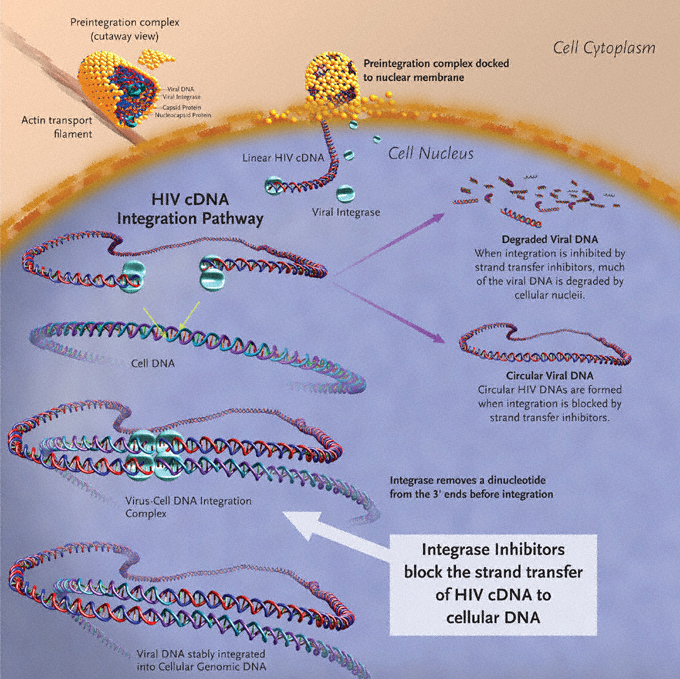 Preintegration complex
(cutaway view)
Cell Cytoplasm
Viral DNA
Viral Integrase
Capsid Protein
Nucleocapsid Protein
Actin transport
filament
Preintegration complex docked
to nuclear membrane
Linear HIV cDNA
Cell Nucleus
Viral Integrase
HIV cDNA
Integration Pathway
Degraded Viral DNA
When integration is inhibited by
strand transfer inhibitors, much
of the viral DNA is degraded by
cellular nucleii.
Cell DNA
Circular Viral DNA
Circular HIV DNAs are formed
when integration is blocked by
strand transfer inhibitors.
Virus-Cell DNA Integration
Complex
Integrase removes a dinucleotide
from the 3' ends before integration
Integrase Inhibitors
block the strand transfer
of HIV cDNA to
cellular DNA
Viral DNA stably integrated
into Cellular Genomic DNA